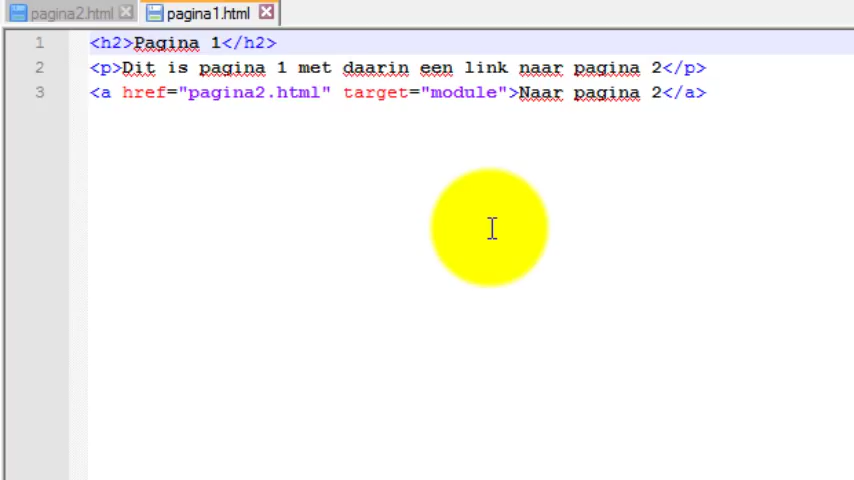 pagina2.html pagina1.html
1 <h2>Pagina 1</h2>
2 <p>Dit is pagina 1 met daarin een link naar pagina 2</p>
3 <a href="pagina2.html" target="module">Naar pagina 2</a>